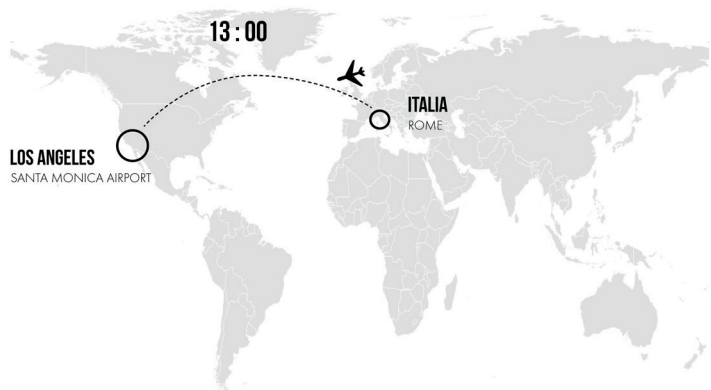 13 : 00
ITALIA
ROME
LOS ANGELES
SANTA MONICA AIRPORT